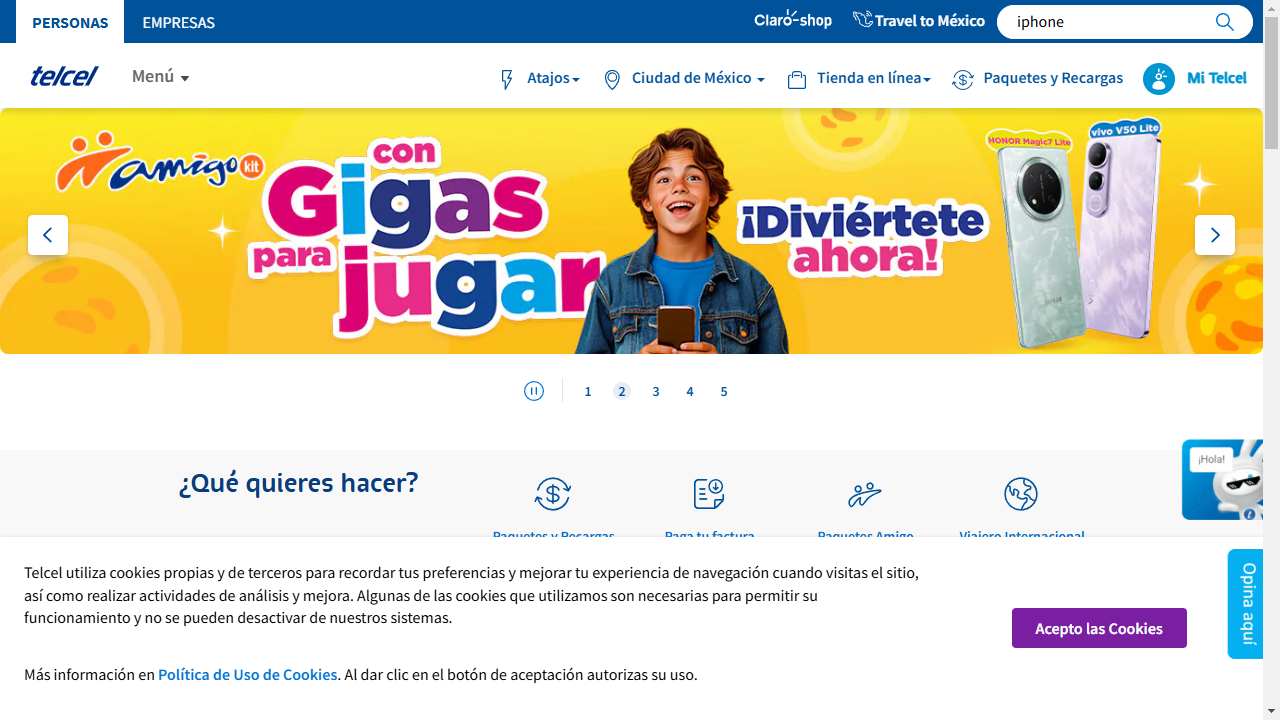 PERSONAS
EMPRESAS
Claro-shop
Travel to México
iphone
telcel
Menú
Atajos
Ciudad de México
Tienda en línea
Paquetes y Recargas
Mi Telcel
amigo kit
con
Gigas
para
jugar
¡Diviértete
ahora!
HONOR Magic7 Lite
vivo V50 Lite
HONOR
1
2
3
4
5
¿Qué quieres hacer?
¡Hola!
Paquetes y Recargas
Paga tu factura
Paquetes Amigo
Viajero Internacional
Telcel utiliza cookies propias y de terceros para recordar tus preferencias y mejorar tu experiencia de navegación cuando visitas el sitio,
así como realizar actividades de análisis y mejora. Algunas de las cookies que utilizamos son necesarias para permitir su
funcionamiento y no se pueden desactivar de nuestros sistemas.
Acepto las Cookies
Opina aquí
Más información en Política de Uso de Cookies. Al dar clic en el botón de aceptación autorizas su uso.